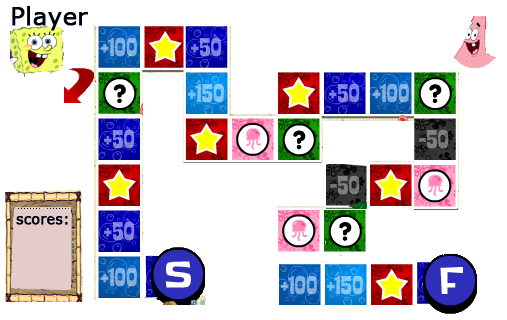 Player
+100 +50
?
+150 +50 +100 ?
+50 ? -50
-50
scores:
+50 ?
+100 S +100 +150 F